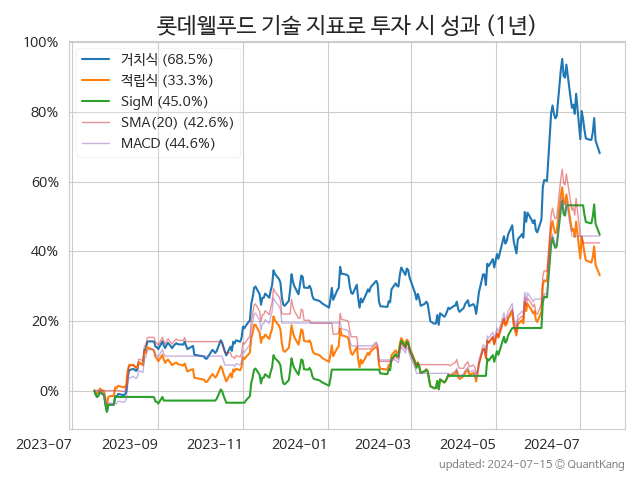 롯데웰푸드 기술 지표로 투자 시 성과 (1년)
100%
80%
60%
40%
20%
0%
거치식 (68.5%)
적립식 (33.3%)
SigM (45.0%)
SMA(20) (42.6%)
MACD (44.6%)
2023-07
2023-09
2023-11
2024-01
2024-03
2024-05
2024-07
updated: 2024-07-15 © QuantKang